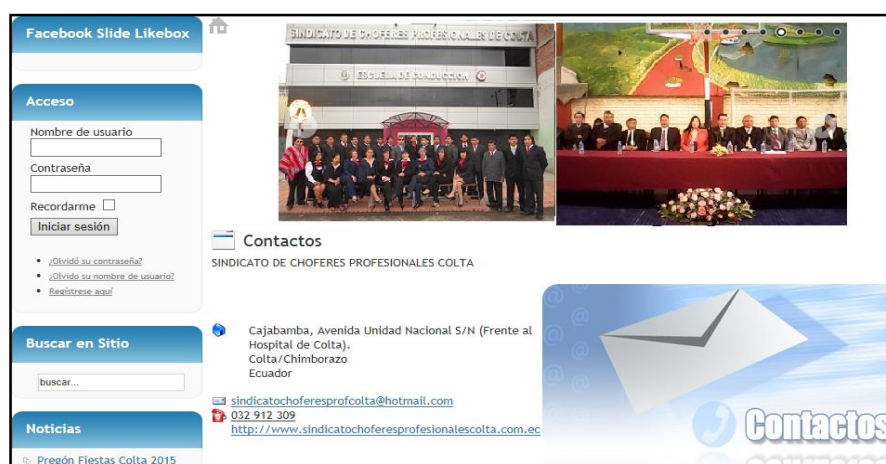 Facebook Slide Likebox
Acceso
Nombre de usuario
Contraseña
Recordarme
Iniciar sesión
¿Olvidó su contraseña?
¿Olvido su nombre de usuario?
Regístrese aquí
Buscar en Sitio
buscar...
Noticias
Pregón Fiestas Colta 2015
SINDICATO DE CHOFERES PROFESIONALES DE COLTA
ESCUELA DE CONDUCCION
Contactos
SINDICATO DE CHOFERES PROFESIONALES COLTA
Cajabamba, Avenida Unidad Nacional S/N (Frente al
Hospital de Colta).
Colta/Chimborazo
Ecuador
sindicatochoferesprofcolta@hotmail.com
032 912 309
http://www.sindicatochoferesprofesionalescolta.com.ec
Contactos